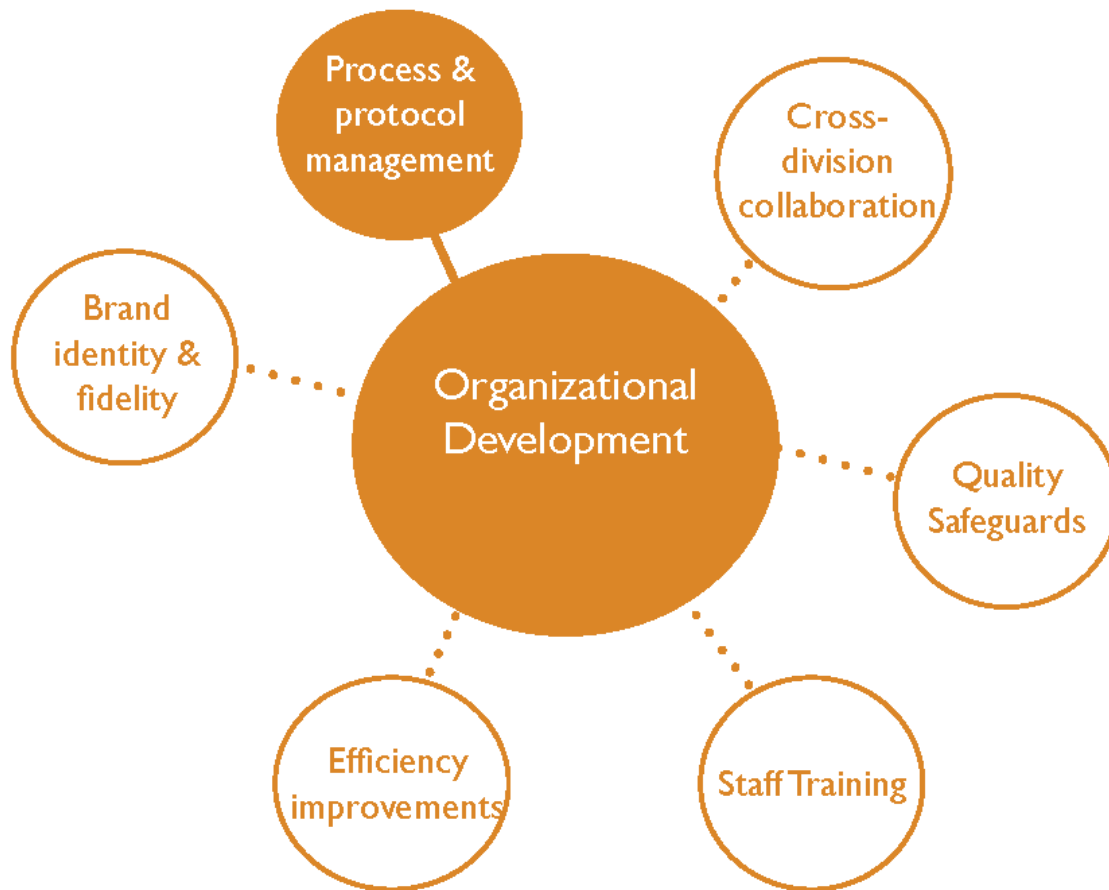 Process &
protocol
management
Cross-
division
collaboration
Brand
identity &
fidelity
Organizational
Development
Quality
Safeguards
Efficiency
improvements
Staff Training